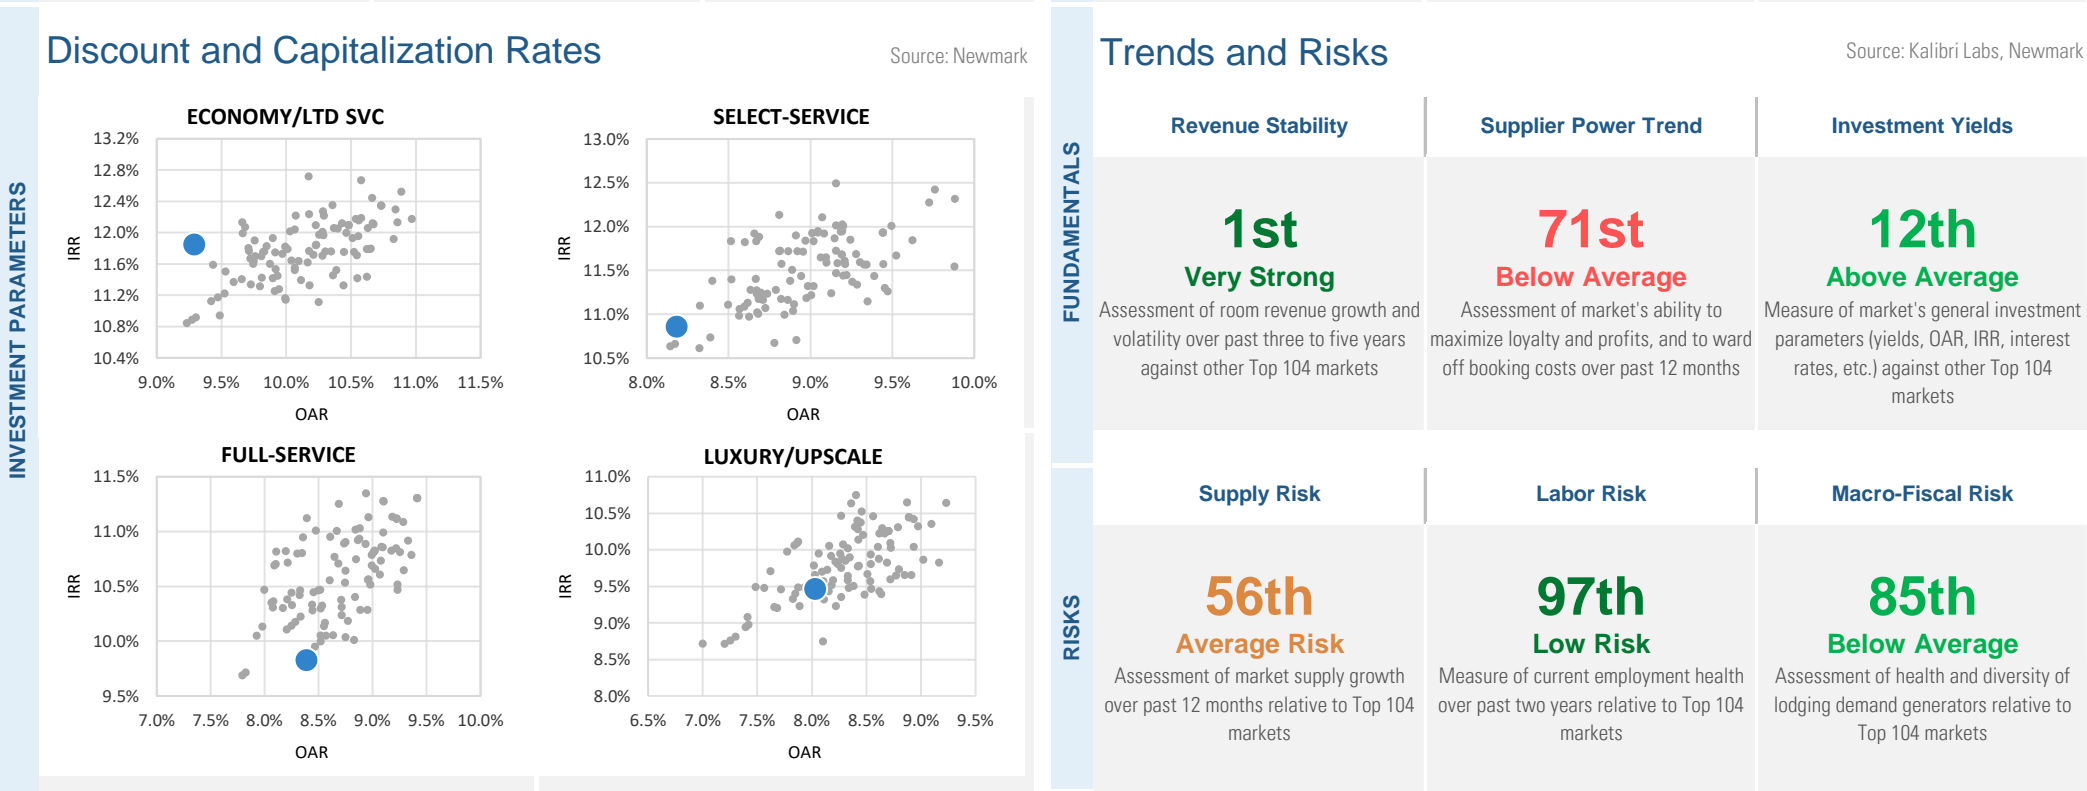 INVESTMENT PARAMETERS
Discount and Capitalization Rates
Source: Newmark
ECONOMY/LTD SVC
13.2%
12.8%
12.4%
12.0%
11.6%
11.2%
10.8%
10.4%
IRR
9.0% 9.5% 10.0% 10.5% 11.0% 11.5%
OAR
SELECT-SERVICE
13.0%
12.5%
12.0%
11.5%
11.0%
10.5%
IRR
8.0% 8.5% 9.0% 9.5% 10.0%
OAR
FULL-SERVICE
11.5%
11.0%
10.5%
10.0%
9.5%
IRR
7.0% 7.5% 8.0% 8.5% 9.0% 9.5% 10.0%
OAR
LUXURY/UPSCALE
11.0%
10.5%
10.0%
9.5%
9.0%
8.5%
8.0%
IRR
6.5% 7.0% 7.5% 8.0% 8.5% 9.0% 9.5%
OAR
Trends and Risks
Source: Kalibri Labs, Newmark
FUNDAMENTALS
Revenue Stability
1st
Very Strong
Assessment of room revenue growth and
volatility over past three to five years
against other Top 104 markets
Supplier Power Trend
71st
Below Average
Assessment of market's ability to
maximize loyalty and profits, and to ward
off booking costs over past 12 months
Investment Yields
12th
Above Average
Measure of market's general investment
parameters (yields, OAR, IRR, interest
rates, etc.) against other Top 104
markets
RISKS
Supply Risk
56th
Average Risk
Assessment of market supply growth
over past 12 months relative to Top 104
markets
Labor Risk
97th
Low Risk
Measure of current employment health
over past two years relative to Top 104
markets
Macro-Fiscal Risk
85th
Below Average
Assessment of health and diversity of
lodging demand generators relative to
Top 104 markets